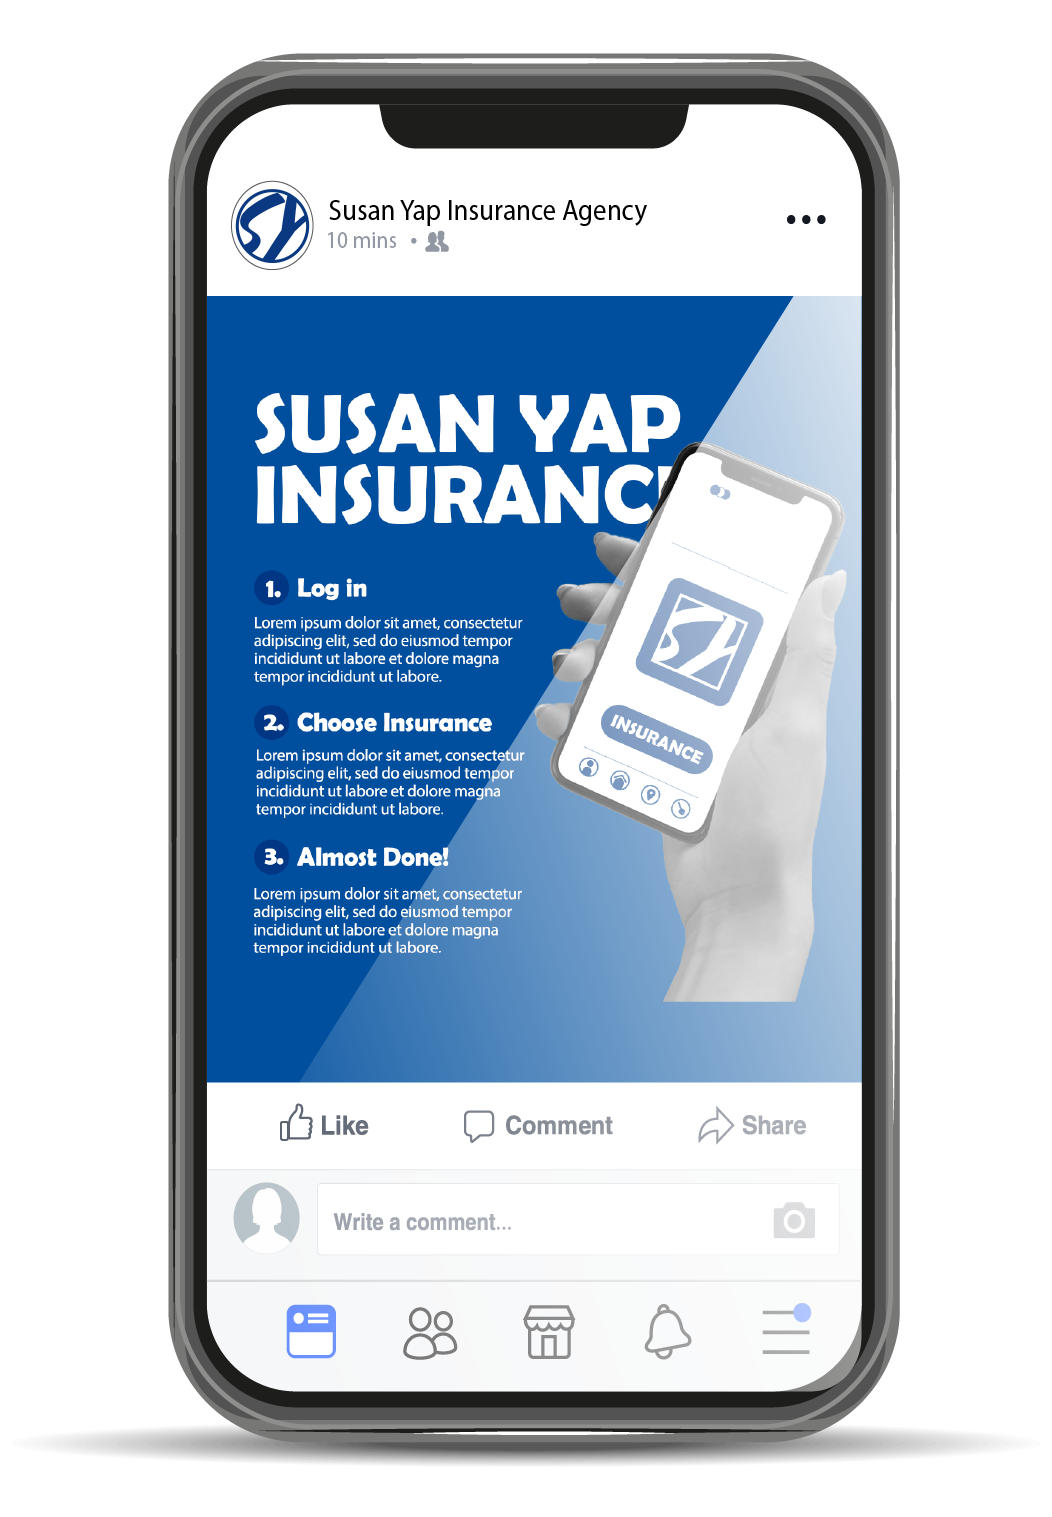 Susan Yap Insurance Agency
10 mins
SUSAN YAP
INSURANC
1. Log in
Lorem ipsum dolor sit amet, consectetur
adipiscing elit, sed do eiusmod tempor
incididunt ut labore et dolore magna
tempor incididunt ut labore.
2. Choose Insurance
Lorem ipsum dolor sit amet, consectetur
adipiscing elit, sed do eiusmod tempor
incididunt ut labore et dolore magna
tempor incididunt ut labore.
3. Almost Done!
Lorem ipsum dolor sit amet, consectetur
adipiscing elit, sed do eiusmod tempor
incididunt ut labore et dolore magna
tempor incididunt ut labore.
SY
INSURANCE
Like
Comment
Share
Write a comment...